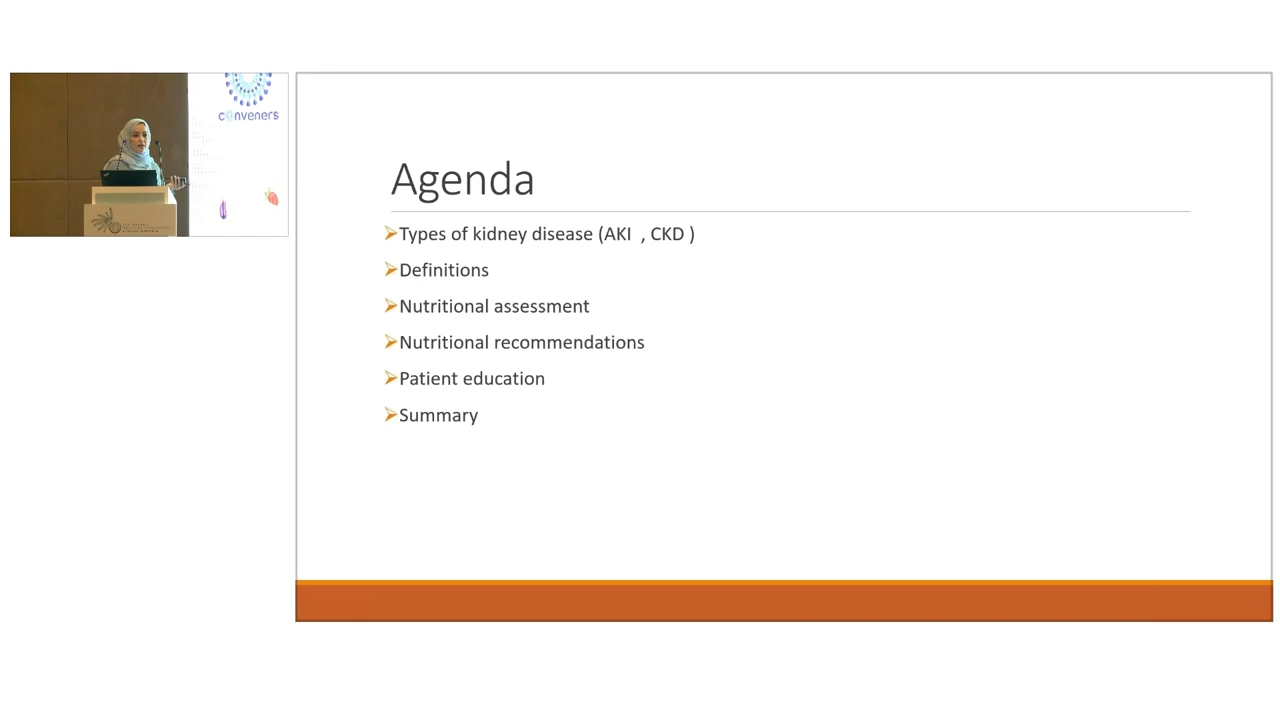 conveners
Agenda
Types of kidney disease (AKI , CKD )
Definitions
Nutritional assessment
Nutritional recommendations
Patient education
Summary